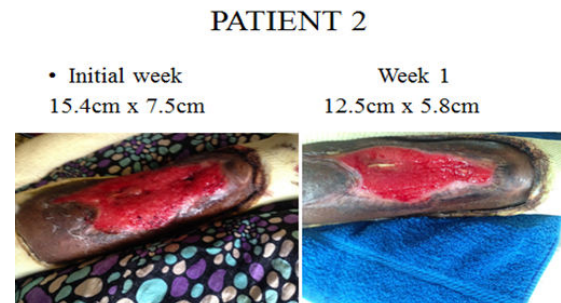 PATIENT 2
• Initial week
15.4cm x 7.5cm
Week 1
12.5cm x 5.8cm